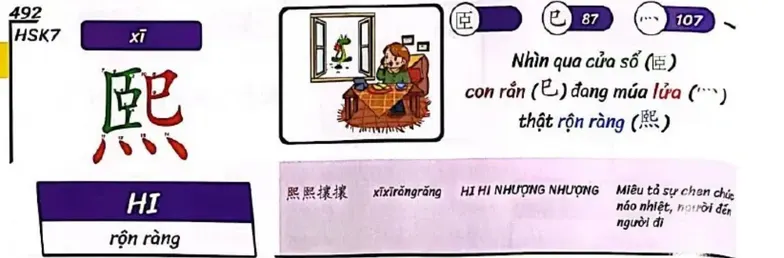 492
HSK7
xī
熙
HI
rộn ràng
𦣞
巳 87
灬 107
Nhìn qua cửa sổ (𦣞)
con rắn (巳) đang múa lửa (灬)
thật rộn ràng (熙)
熙熙攘攘
xīxīrǎngrǎng
HI HI NHƯỢNG NHƯỢNG
Miêu tả sự chen chúc,
náo nhiệt, người đến
người đi